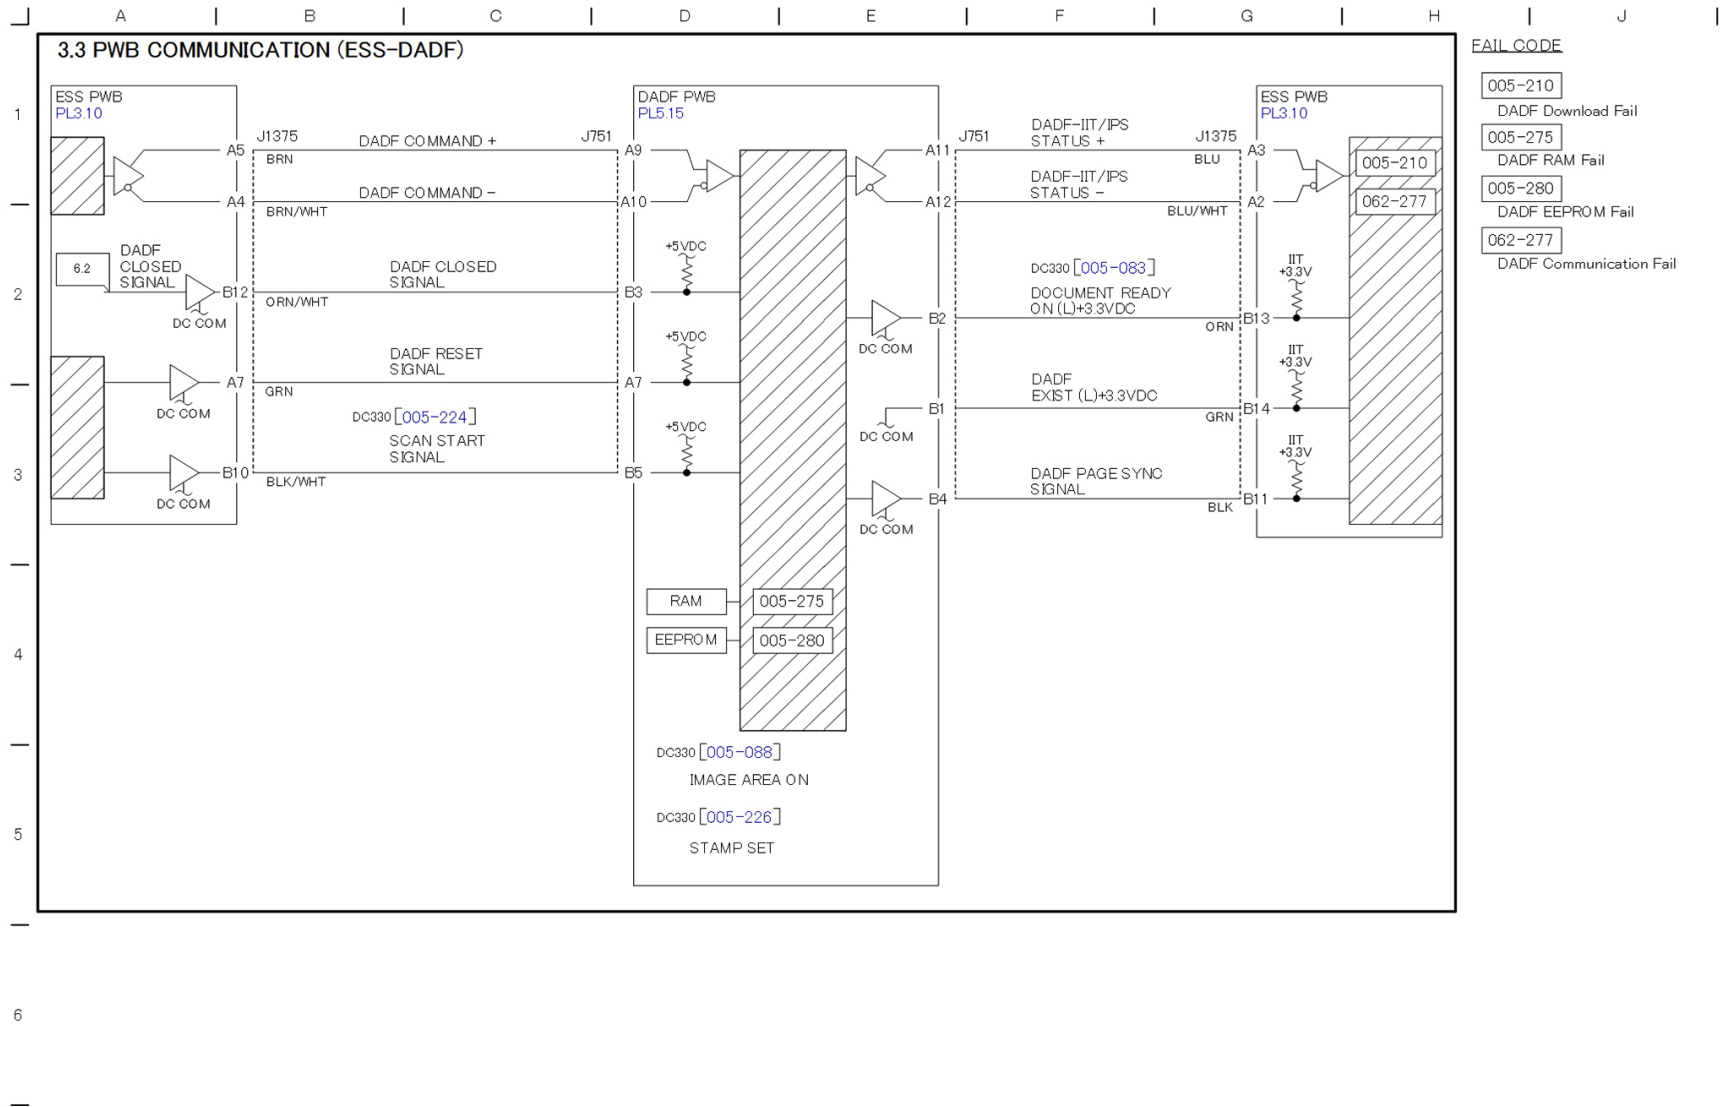 A B C D E F G H J
3.3 PWB COMMUNICATION (ESS-DADF)
FAIL CODE
005-210
DADF Download Fail
005-275
DADF RAM Fail
005-280
DADF EEPROM Fail
062-277
DADF Communication Fail
1
2
3
4
5
6
ESS PWB
PL3.10
J1375
DADF COMMAND +
J751
A5
BRN
A9
DADF COMMAND -
A4
BRN/WHT
A10
6.2
DADF
CLOSED
SIGNAL
DC COM
B12
ORN/WHT
DADF CLOSED
SIGNAL
B3
DC COM
A7
GRN
DADF RESET
SIGNAL
A7
DC330 [005-224]
SCAN START
SIGNAL
DC COM
B10
BLK/WHT
B5
DADF PWB
PL5.15
+5VDC
+5VDC
+5VDC
RAM
005-275
EEPROM
005-280
DC330 [005-088]
IMAGE AREA ON
DC330 [005-226]
STAMP SET
A11
J751
DADF-IIT/IPS
STATUS +
J1375
BLU
A3
A12
DADF-IIT/IPS
STATUS -
BLU/WHT
A2
DC COM
B2
DC330 [005-083]
DOCUMENT READY
ON (L)+3.3VDC
ORN
B13
DC COM
B1
DADF
EXIST (L)+3.3VDC
GRN
B14
DC COM
B4
DADF PAGE SYNC
SIGNAL
BLK
B11
ESS PWB
PL3.10
005-210
062-277
IIT
+3.3V
IIT
+3.3V
IIT
+3.3V